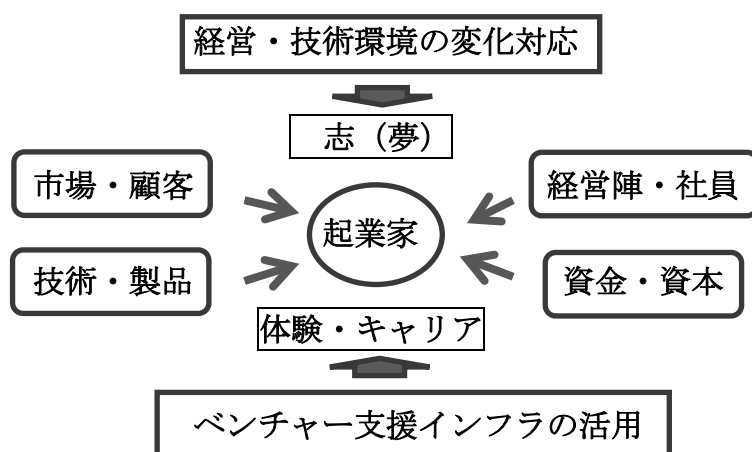 経営・技術環境の変化対応
志（夢）
市場・顧客
経営陣・社員
起業家
技術・製品
資金・資本
体験・キャリア
ベンチャー支援インフラの活用